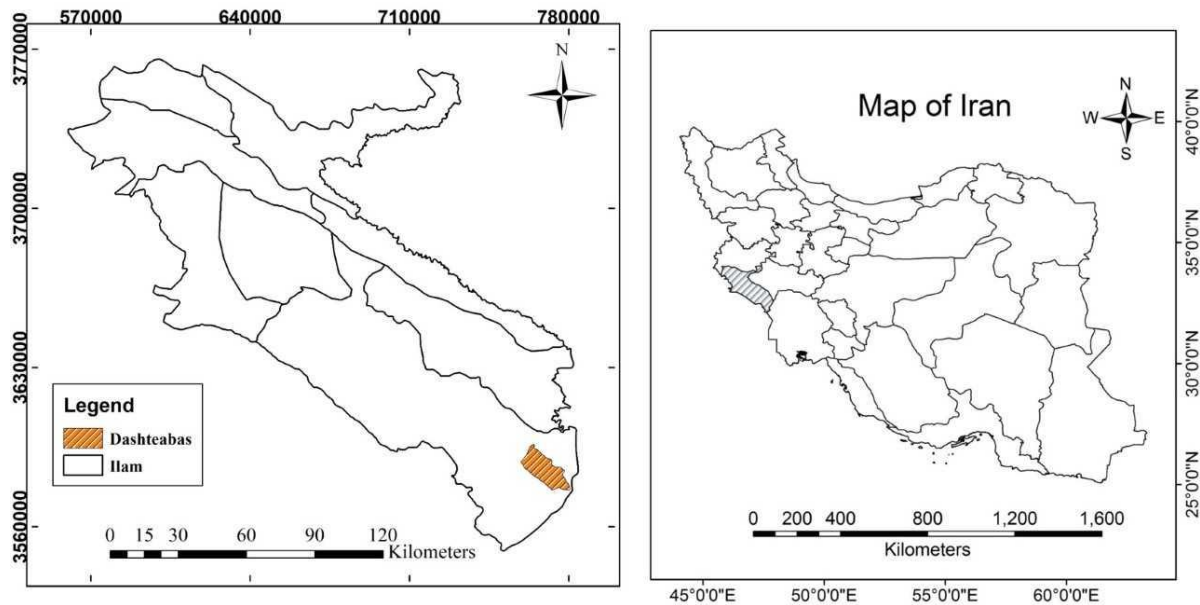 570000 640000 710000 780000
3770000
3700000
3630000
3560000
N
Legend
Dashteabas
Ilam
0 15 30 60 90 120
Kilometers
Map of Iran
N
W E
S
40°0'0"N
35°0'0"N
30°0'0"N
25°0'0"N
0 200 400 800 1,200 1,600
Kilometers
45°0'0"E 50°0'0"E 55°0'0"E 60°0'0"E